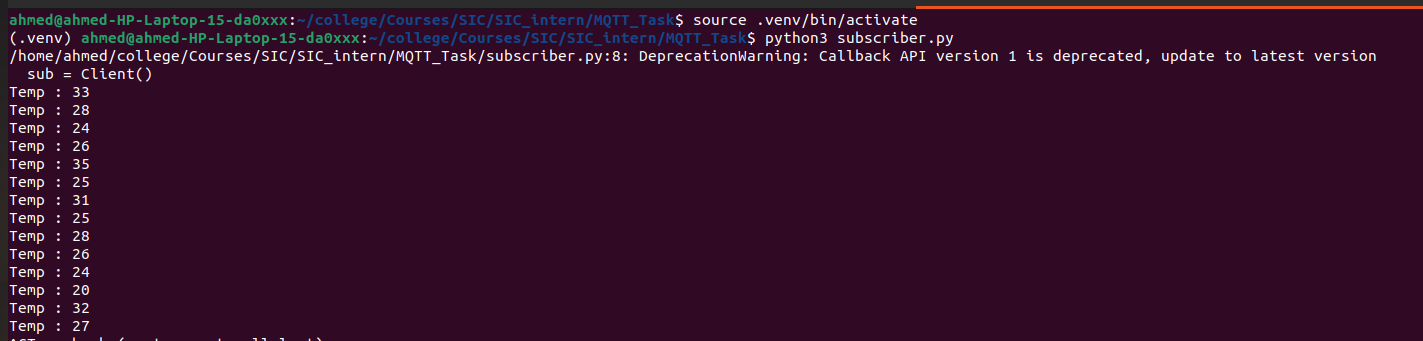 ahmed@ahmed-HP-Laptop-15-da0xxx:~/college/Courses/SIC/SIC_intern/MQTT_Task$ source .venv/bin/activate
(.venv) ahmed@ahmed-HP-Laptop-15-da0xxx:~/college/Courses/SIC/SIC_intern/MQTT_Task$ python3 subscriber.py
/home/ahmed/college/Courses/SIC/SIC_intern/MQTT_Task/subscriber.py:8: DeprecationWarning: Callback API version 1 is deprecated, update to latest version
  sub = Client()
Temp : 33
Temp : 28
Temp : 24
Temp : 26
Temp : 35
Temp : 25
Temp : 31
Temp : 25
Temp : 28
Temp : 26
Temp : 24
Temp : 20
Temp : 32
Temp : 27